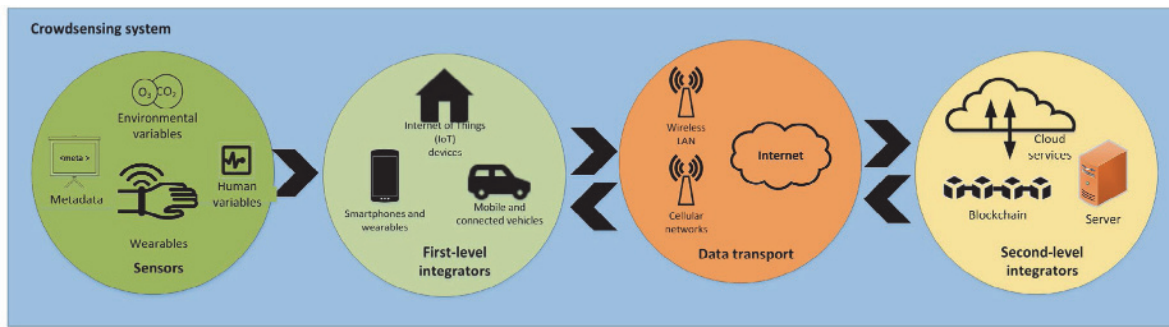 Crowdsensing system
O₃
CO₂
Environmental
variables
<meta >
Metadata
Human
variables
Wearables
Sensors
Internet of Things
(IoT)
devices
Smartphones and
wearables
Mobile and
connected vehicles
First-level
integrators
Wireless
LAN
Internet
Cellular
networks
Data transport
Cloud
services
Blockchain
Server
Second-level
integrators